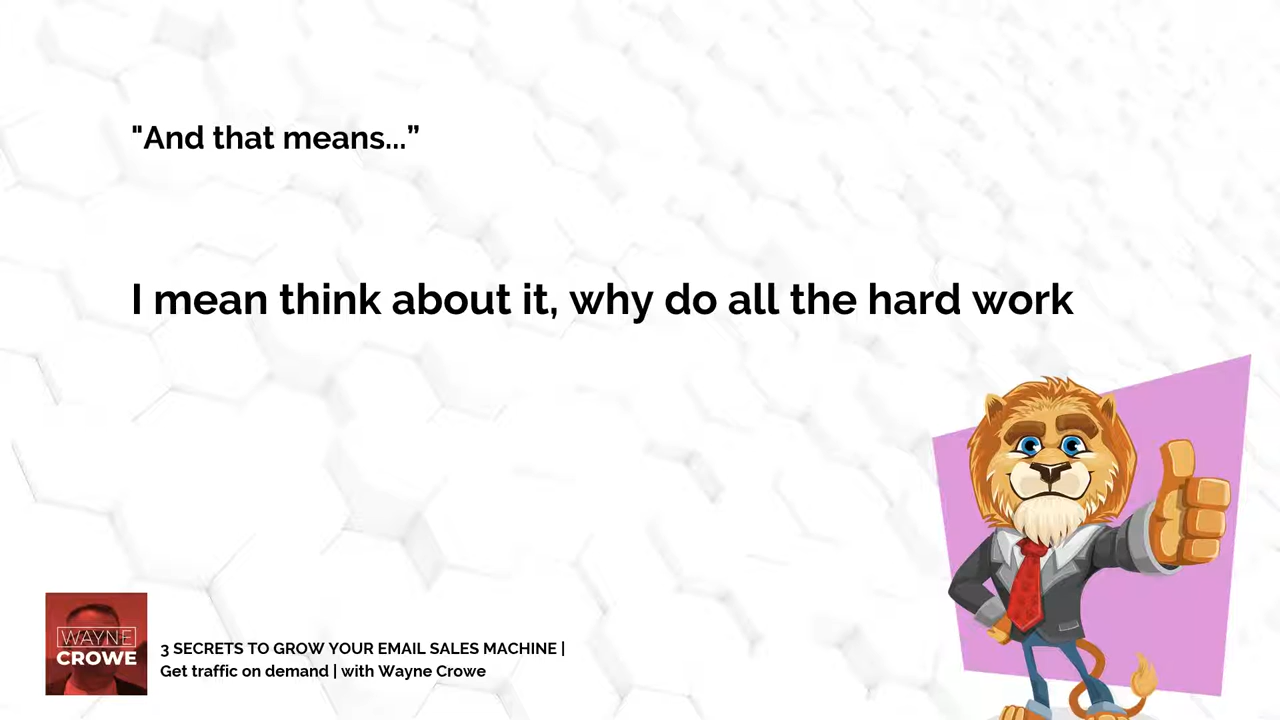 "And that means...”
I mean think about it, why do all the hard work
WAYNE
CROWE
3 SECRETS TO GROW YOUR EMAIL SALES MACHINE |
Get traffic on demand | with Wayne Crowe